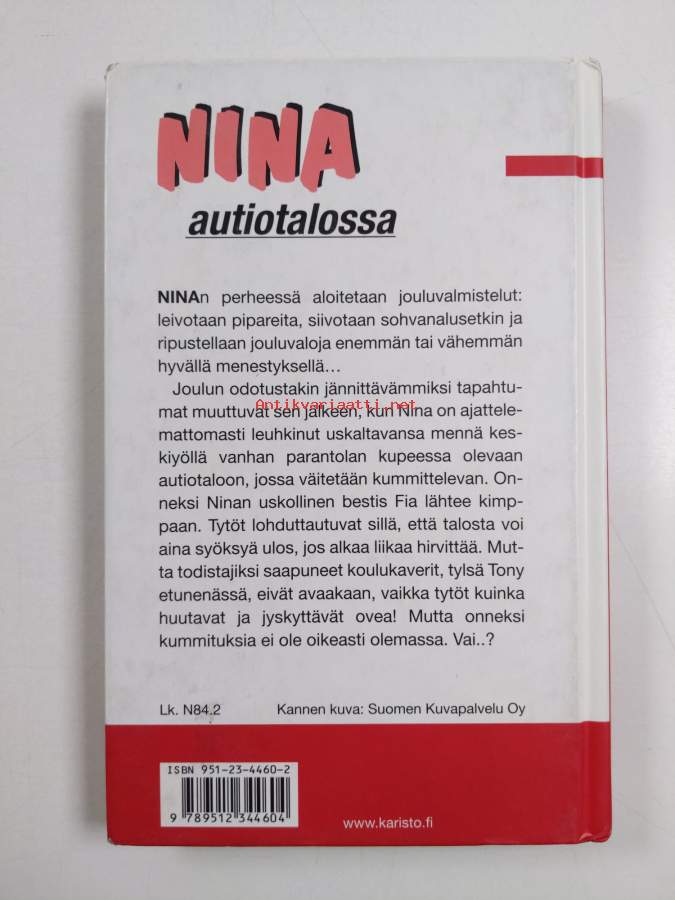 NINA
autiotalossa
NINAn perheessä aloitetaan jouluvalmistelut:
leivotaan pipareita, siivotaan sohvanalusetkin ja
ripustellaan jouluvaloja enemmän tai vähemmän
hyvällä menestyksellä...
Joulun odotustakin jännittävämmiksi tapahtu-
mat muuttuvat sen jälkeen, kun Nina on ajattele-
Antikvariaatti.net
mattomasti leuhkinut uskaltavansa mennä kes-
kiyöllä vanhan parantolan kupeessa olevaan
autiotaloon, jossa väitetään kummittelevan. On-
neksi Ninan uskollinen bestis Fia lähtee kimp-
paan. Tytöt lohduttautuvat sillä, että talosta voi
aina syöksyä ulos, jos alkaa liikaa hirvittää. Mut-
ta todistajiksi saapuneet koulukaverit, tylsä Tony
etunenässä, eivät avaakaan, vaikka tytöt kuinka
huutavat ja jyskyttävät ovea! Mutta onneksi
kummituksia ei ole oikeasti olemassa. Vai..?
Lk. N84.2 Kannen kuva: Suomen Kuvapalvelu Oy
ISBN 951-23-4460-2
9 789512 344604
www.karisto.fi